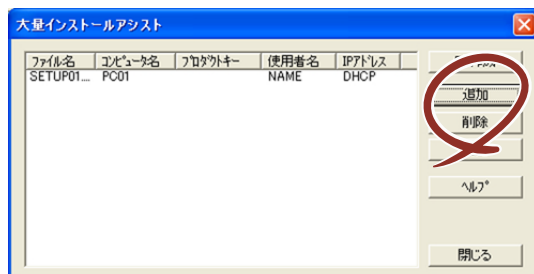 大量インストールアシスト
ファイル名 コンピュータ名 プロダクトキー 使用者名 IPアドレス
SETUP01... PC01 NAME DHCP
追加
削除
ヘルプ
閉じる